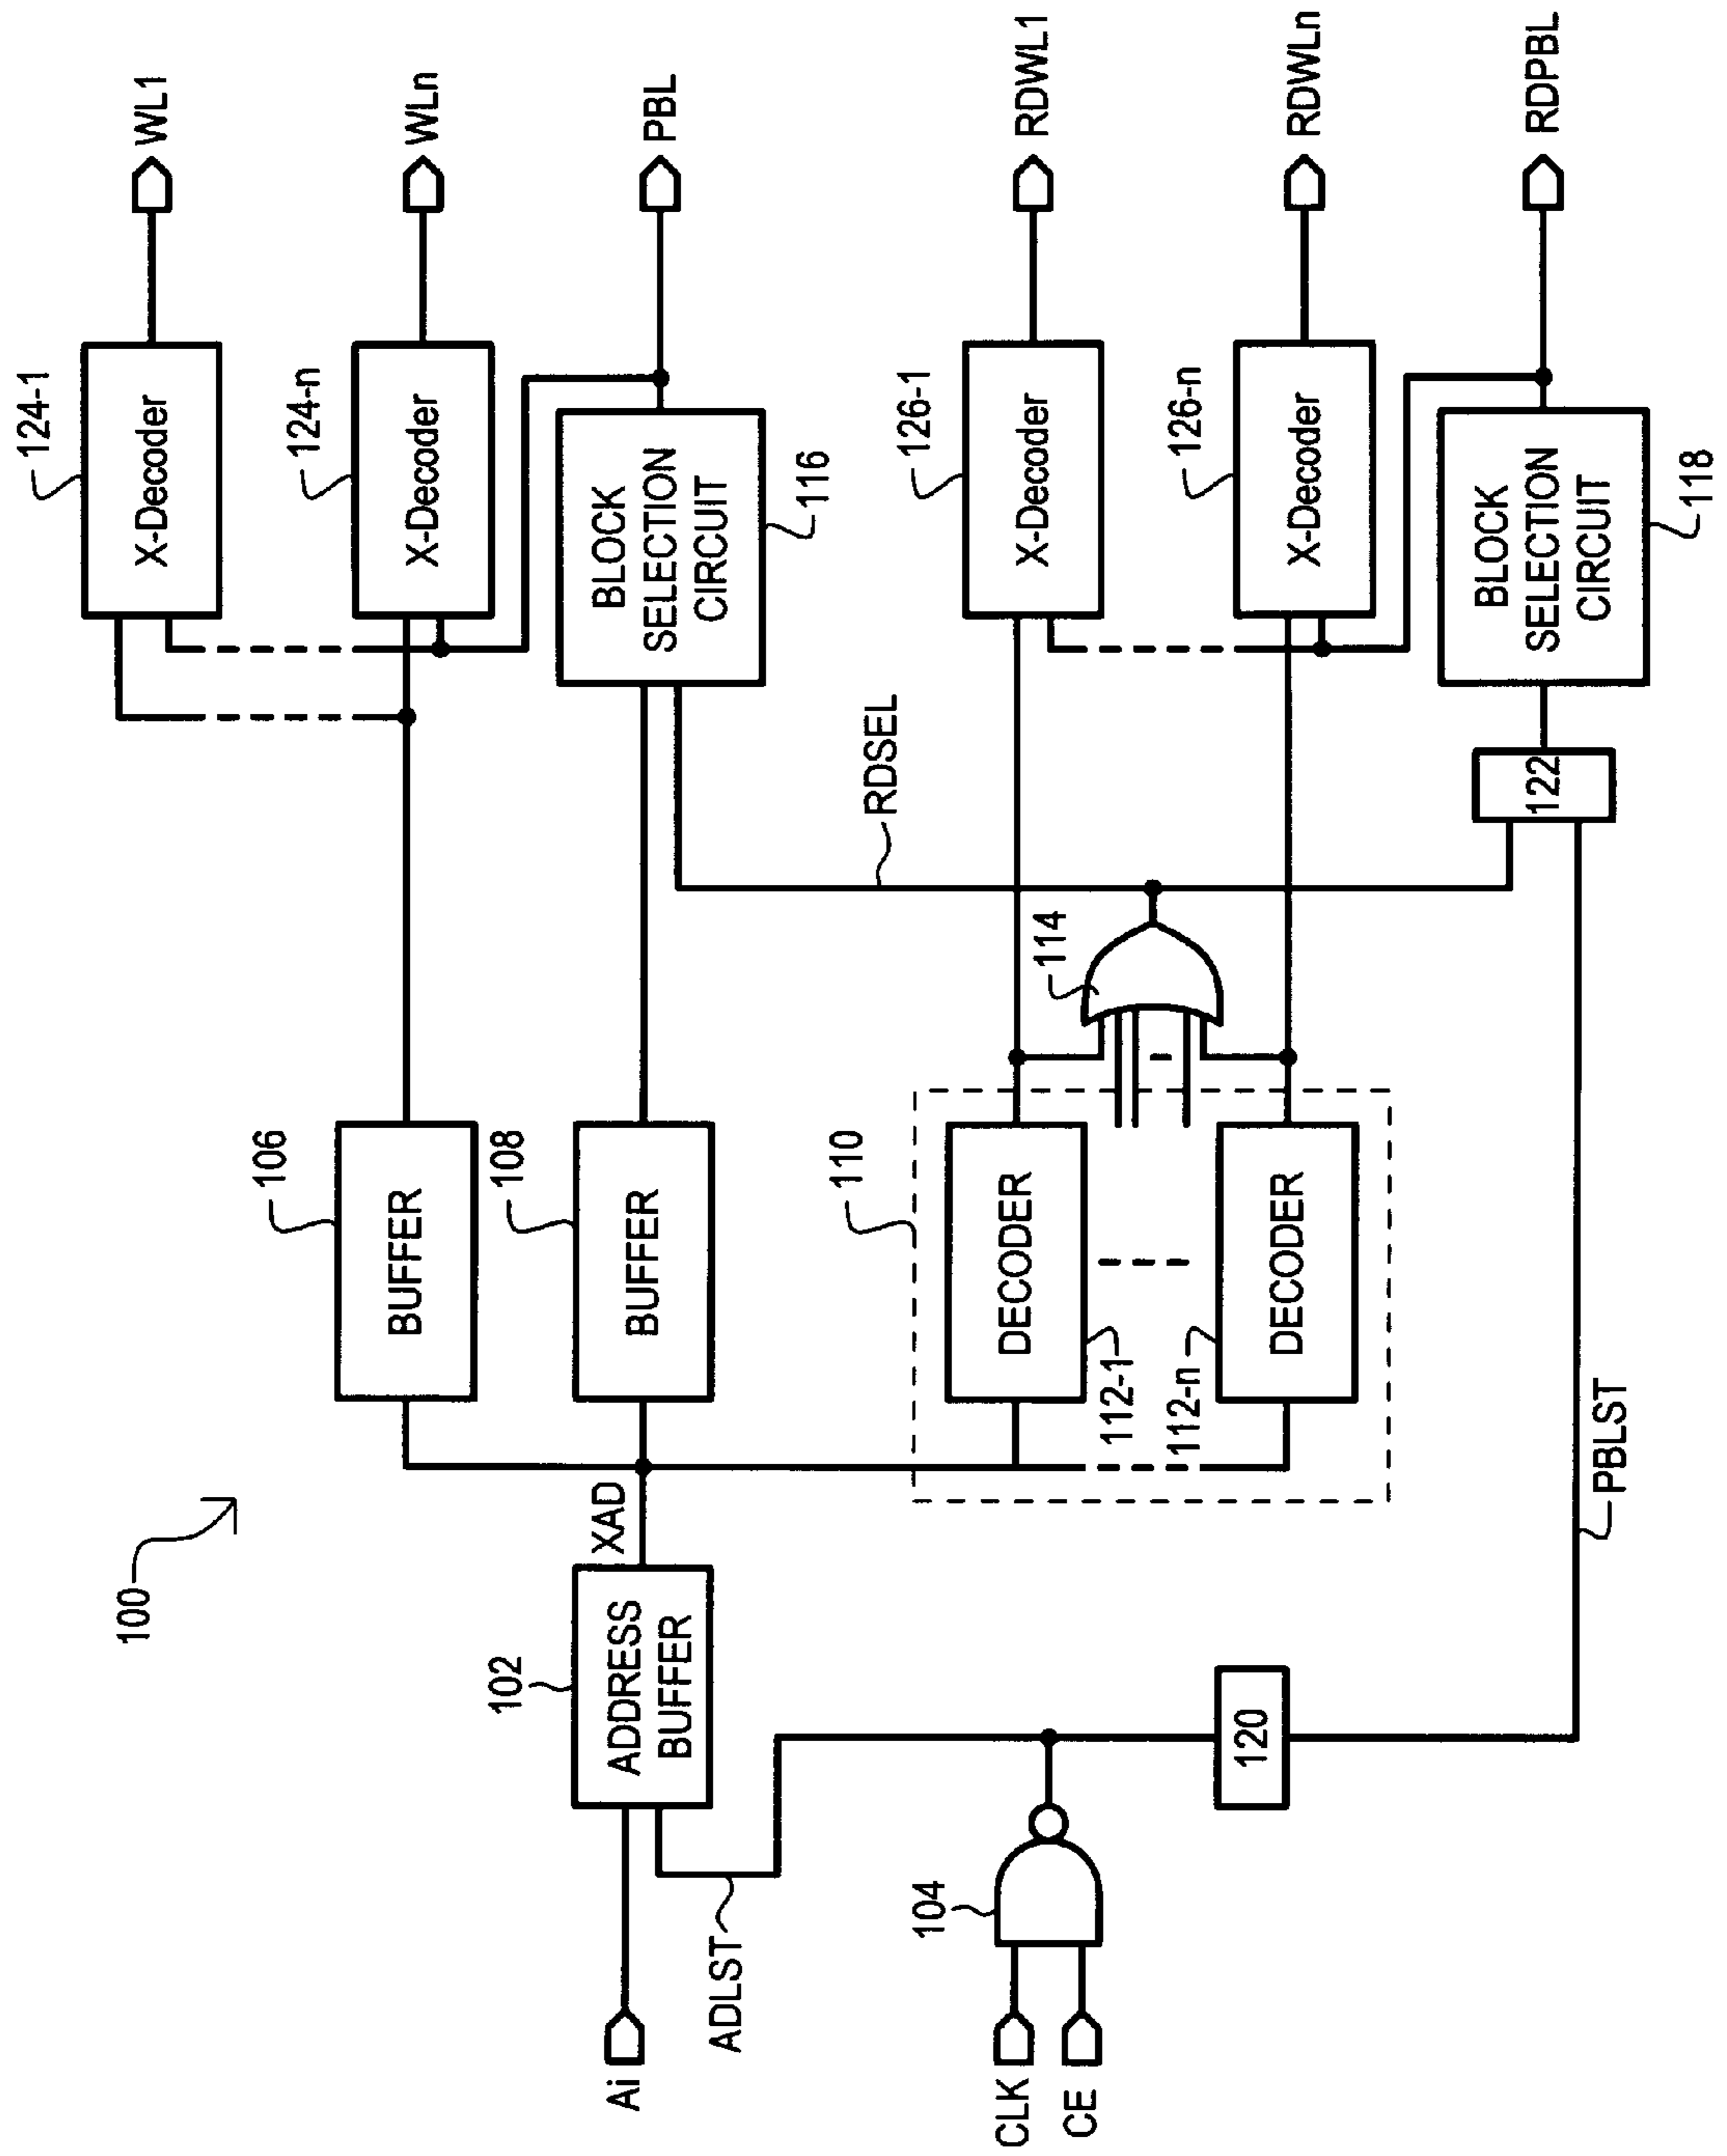 100
Ai
ADLST
CLK
CE
104
102
ADDRESS
BUFFER
XAD
120
PBLST
106
BUFFER
108
BUFFER
110
DECODER
112-1
112-n
DECODER
114
RDSEL
122
124-1
X-Decoder
WL1
124-n
X-Decoder
WLn
BLOCK
SELECTION
CIRCUIT
116
PBL
126-1
X-Decoder
RDWL1
126-n
X-Decoder
RDWLn
BLOCK
SELECTION
CIRCUIT
118
RDPBL